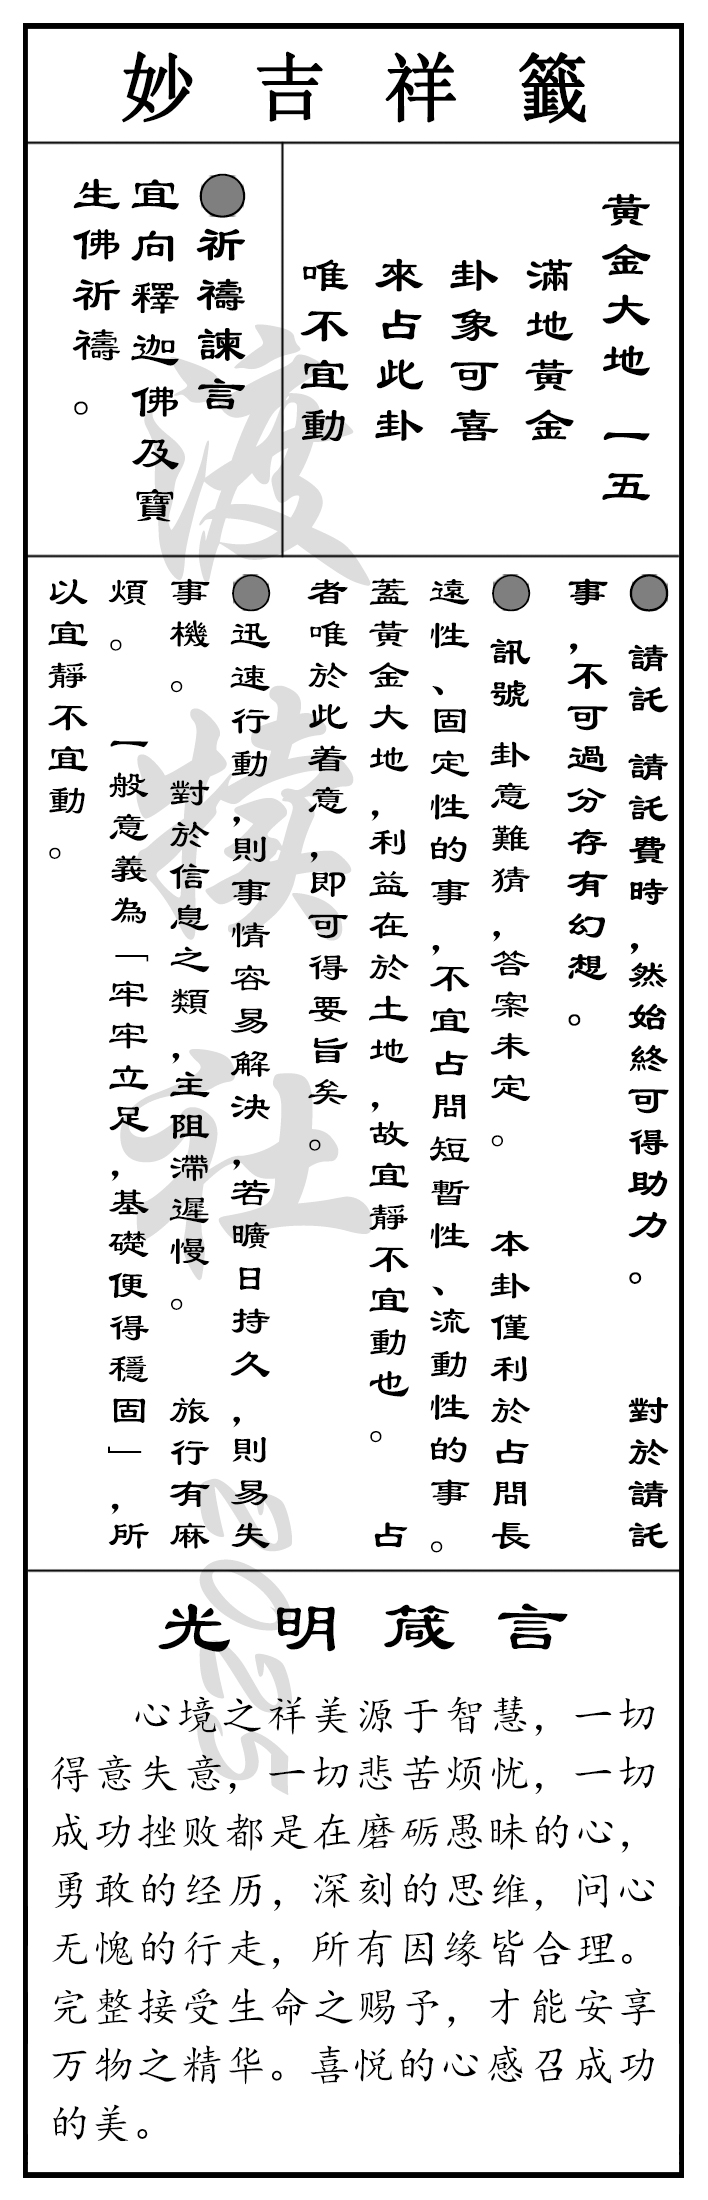 妙吉祥籤
黃金大地 一五
滿地黃金
卦象可喜
來占此卦
唯不宜動
●祈禱諫言
宜向釋迦佛及寶
生佛祈禱。
● 請託 請託費時，然始終可得助力。 對於請託
事，不可過分存有幻想。
● 訊號 卦意難猜，答案未定。 本卦僅利於占問長
遠性、固定性的事，不宜占問短暫性、流動性的事。
蓋黃金大地，利益在於土地，故宜靜不宜動也。 占
者唯於此着意，即可得要旨矣。
●迅速行動，則事情容易解決，若曠日持久，則易失
事機。 對於信息之類，主阻滯遲慢。 旅行有麻
煩。 一般意義為「牢牢立足，基礎便得穩固」，所
以宜靜不宜動。
光明箴言
心境之祥美源于智慧，一切
得意失意，一切悲苦烦忧，一切
成功挫败都是在磨砺愚昧的心，
勇敢的经历，深刻的思维，问心
无愧的行走，所有因缘皆合理。
完整接受生命之赐予，才能安享
万物之精华。喜悦的心感召成功
的美。
渡犊社 2025